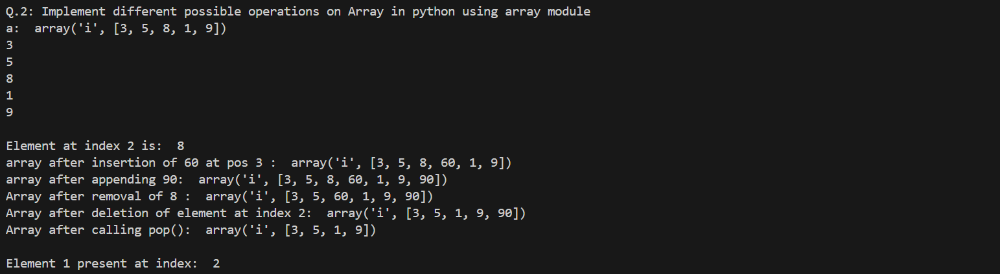 Q.2: Implement different possible operations on Array in python using array module
a:  array('i', [3, 5, 8, 1, 9])
3
5
8
1
9

Element at index 2 is:  8
array after insertion of 60 at pos 3 :  array('i', [3, 5, 8, 60, 1, 9])
array after appending 90:  array('i', [3, 5, 8, 60, 1, 9, 90])
Array after removal of 8 :  array('i', [3, 5, 60, 1, 9, 90])
Array after deletion of element at index 2:  array('i', [3, 5, 1, 9, 90])
Array after calling pop():  array('i', [3, 5, 1, 9])

Element 1 present at index:  2